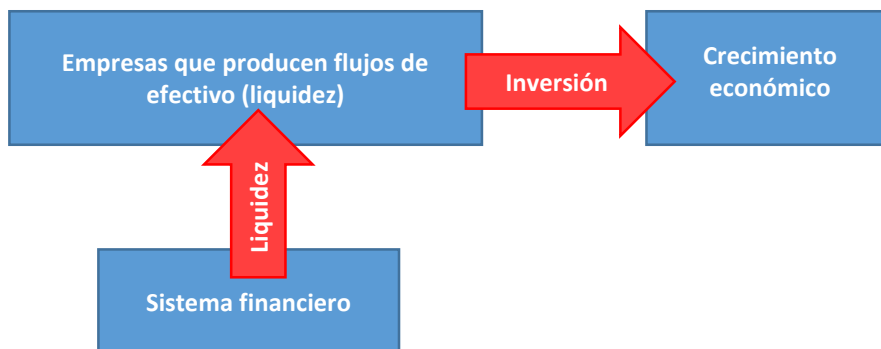 Empresas que producen flujos de
efectivo (liquidez)
Inversión
Crecimiento
económico
Liquidez
Sistema financiero